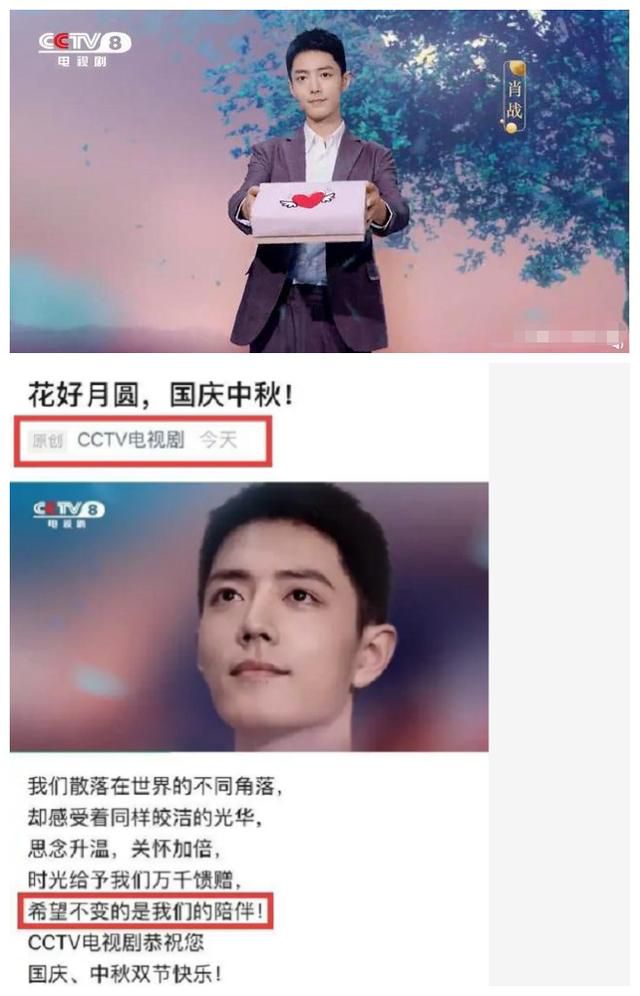 CCTV 8
电视剧
肖战
花好月圆，国庆中秋！
原创 CCTV电视剧 今天
CCTV 8
电视剧
我们散落在世界的不同角落，
却感受着同样皎洁的光华，
思念升温，关怀加倍，
时光给予我们万千馈赠，
希望不变的是我们的陪伴！
CCTV电视剧恭祝您
国庆、中秋双节快乐！